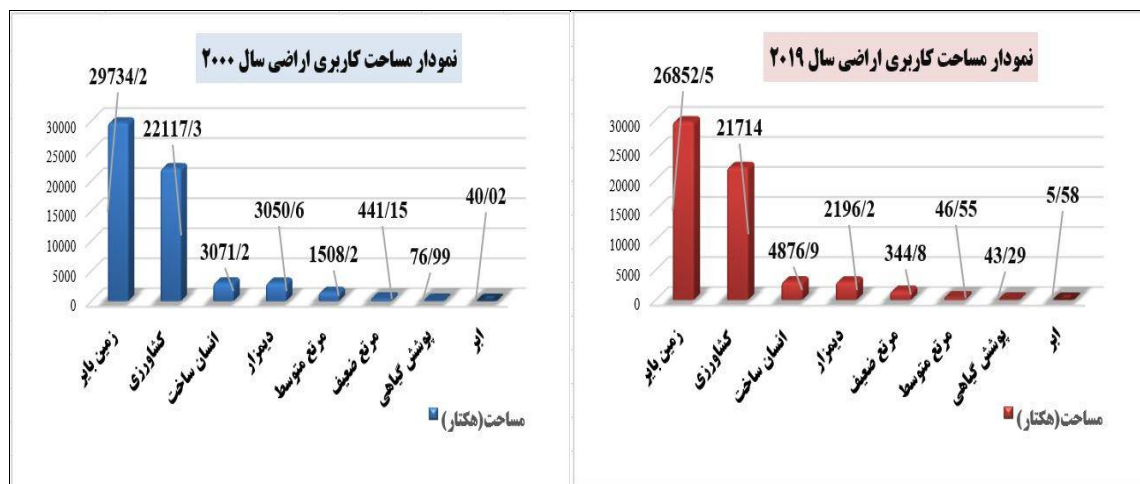 نمودار مساحت کاربری اراضی سال ۲۰۰۰
29734/2
22117/3
3071/2
3050/6
1508/2
441/15
76/99
40/02
30000
25000
20000
15000
10000
5000
0
زمین بایر
کشاورزی
انسان ساخت
دیمزار
مرتع متوسط
مرتع ضعیف
پوشش گیاهی
ابر
مساحت(هکتار)
نمودار مساحت کاربری اراضی سال ۲۰۱۹
26852/5
21714
4876/9
2196/2
344/8
46/55
43/29
5/58
30000
25000
20000
15000
10000
5000
0
زمین بایر
کشاورزی
انسان ساخت
دیمزار
مرتع ضعیف
مرتع متوسط
پوشش گیاهی
ابر
مساحت(هکتار)